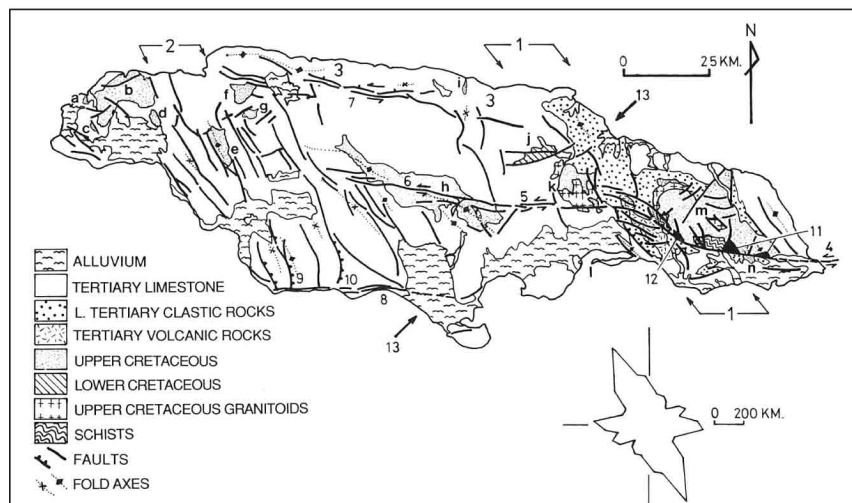 2
1
N
0 25 KM.
13
3
b
i
a
f
7
3
g
c
d
j
e
6
h
k
5
m
11
4
l
12
n
9
10
8
1
13
ALLUVIUM
TERTIARY LIMESTONE
L. TERTIARY CLASTIC ROCKS
TERTIARY VOLCANIC ROCKS
UPPER CRETACEOUS
LOWER CRETACEOUS
UPPER CRETACEOUS GRANITOIDS
SCHISTS
FAULTS
FOLD AXES
0 200 KM.